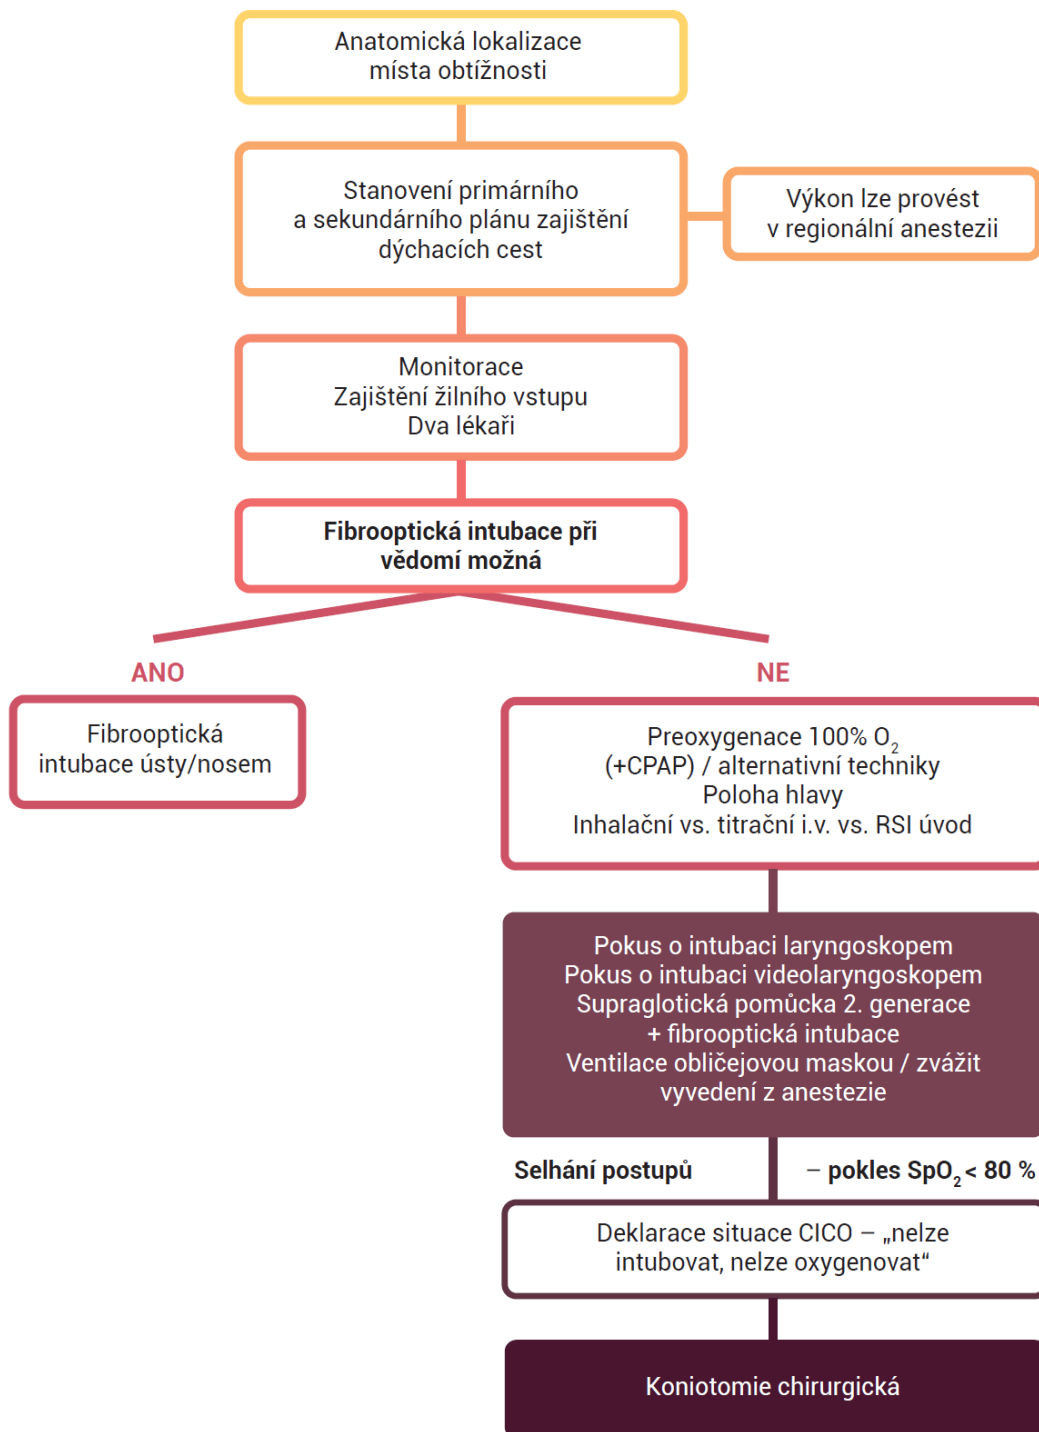 Anatomická lokalizace
místa obtížnosti
Stanovení primárního
a sekundárního plánu zajištění
dýchacích cest
Výkon lze provést
v regionální anestezii
Monitorace
Zajištění žilního vstupu
Dva lékaři
Fibrooptická intubace při
vědomí možná
ANO
NE
Fibrooptická
intubace ústy/nosem
Preoxygenace 100% O₂
(+CPAP) / alternativní techniky
Poloha hlavy
Inhalační vs. titrační i.v. vs. RSI úvod
Pokus o intubaci laryngoskopem
Pokus o intubaci videolaryngoskopem
Supraglotická pomůcka 2. generace
+ fibrooptická intubace
Ventilace obličejovou maskou / zvážit
vyvedení z anestezie
Selhání postupů – pokles SpO₂ < 80 %
Deklarace situace CICO – „nelze
intubovat, nelze oxygenovat“
Koniotomie chirurgická